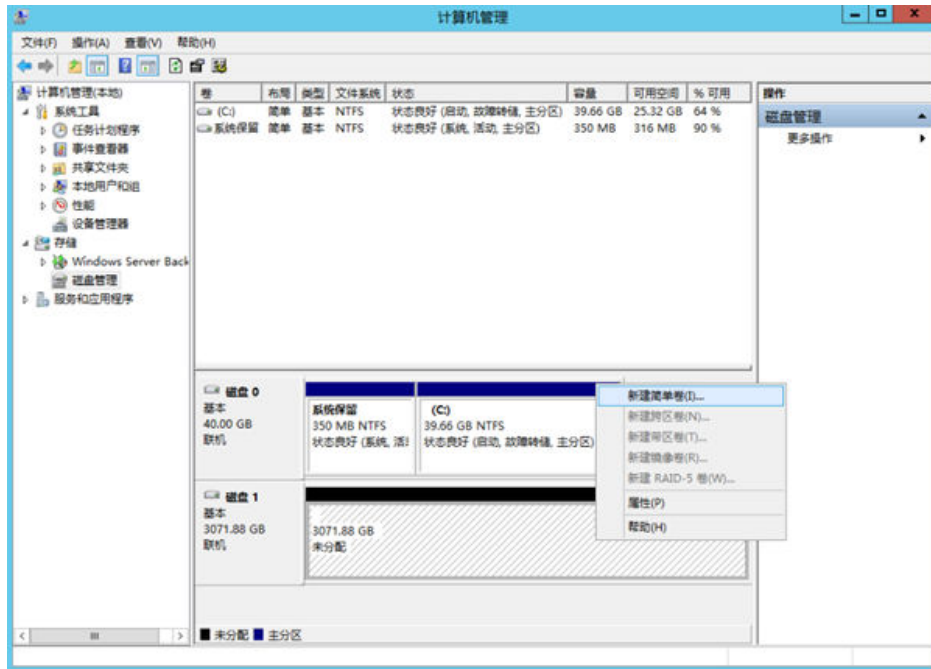 计算机管理
文件(F) 操作(A) 查看(V) 帮助(H)
计算机管理(本地)
系统工具
任务计划程序
事件查看器
共享文件夹
本地用户和组
性能
设备管理器
存储
Windows Server Back
磁盘管理
服务和应用程序
卷 布局 类型 文件系统 状态 容量 可用空间 % 可用
(C:) 简单 基本 NTFS 状态良好 (启动, 故障转储, 主分区) 39.66 GB 25.32 GB 64 %
系统保留 简单 基本 NTFS 状态良好 (系统, 活动, 主分区) 350 MB 316 MB 90 %
操作
磁盘管理
更多操作
磁盘 0
基本
40.00 GB
联机
系统保留
350 MB NTFS
状态良好 (系统, 活
(C:)
39.66 GB NTFS
状态良好 (启动, 故障转储, 主分区)
磁盘 1
基本
3071.88 GB
联机
3071.88 GB
未分配
新建简单卷(I)...
新建跨区卷(N)...
新建带区卷(T)...
新建镜像卷(R)...
新建 RAID-5 卷(W)...
属性(P)
帮助(H)
未分配 主分区